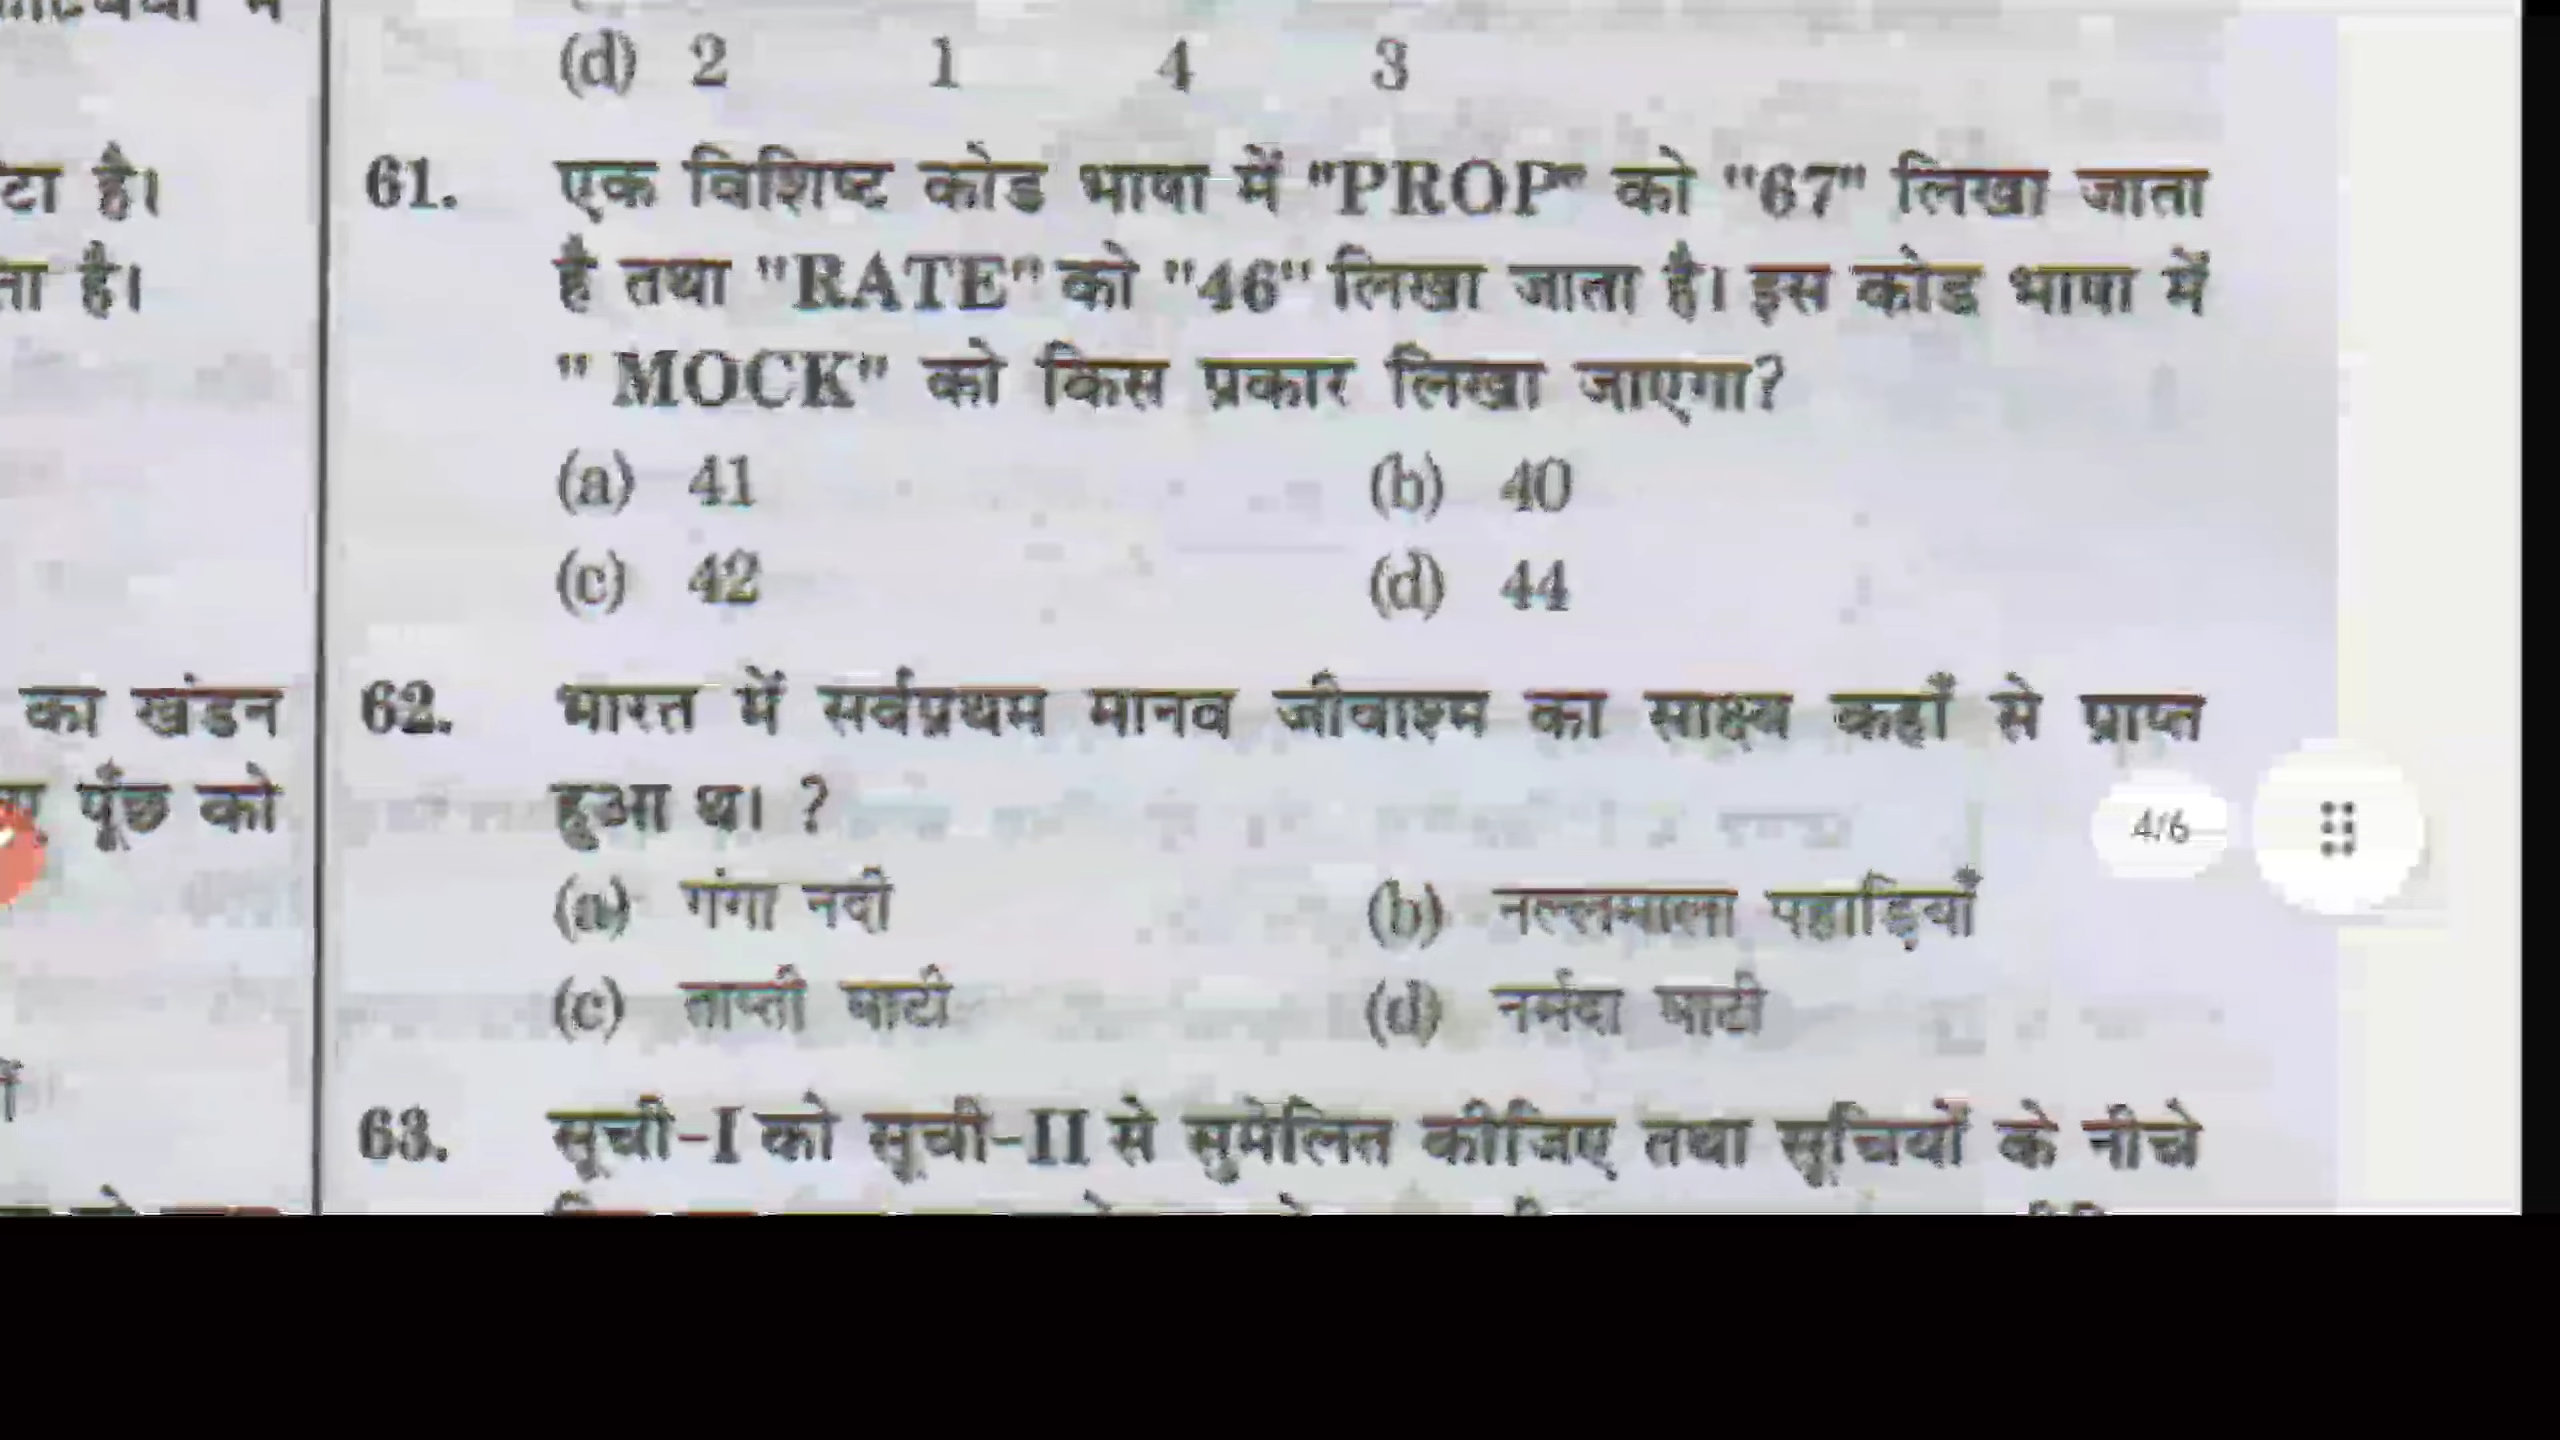 (d) 2 1 4 3
टा है।
ता है।
61. एक विशिष्ट कोड भाषा में "PROP" को "67" लिखा जाता
है तथा "RATE" को "46" लिखा जाता है। इस कोड भाषा में
" MOCK" को किस प्रकार लिखा जाएगा?
(a) 41 (b) 40
(c) 42 (d) 44
का खंडन
पूँछ को
62. भारत में सर्वप्रथम मानव जीवाश्म का साक्ष्य कहाँ से प्राप्त
हुआ थ। ?
(a) गंगा नदी (b) नल्लमाला पहाड़ियाँ
(c) ताप्ती घाटी (d) नर्मदा घाटी
63. सूची-I को सूची-II से सुमेलित कीजिए तथा सूचियों के नीचे
4/6